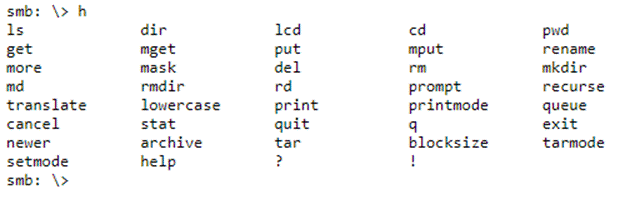 smb: \> h
ls dir lcd cd pwd
get mget put mput rename
more mask del rm mkdir
md rmdir rd prompt recurse
translate lowercase print printmode queue
cancel stat quit q exit
newer archive tar blocksize tarmode
setmode help ? !
smb: \>